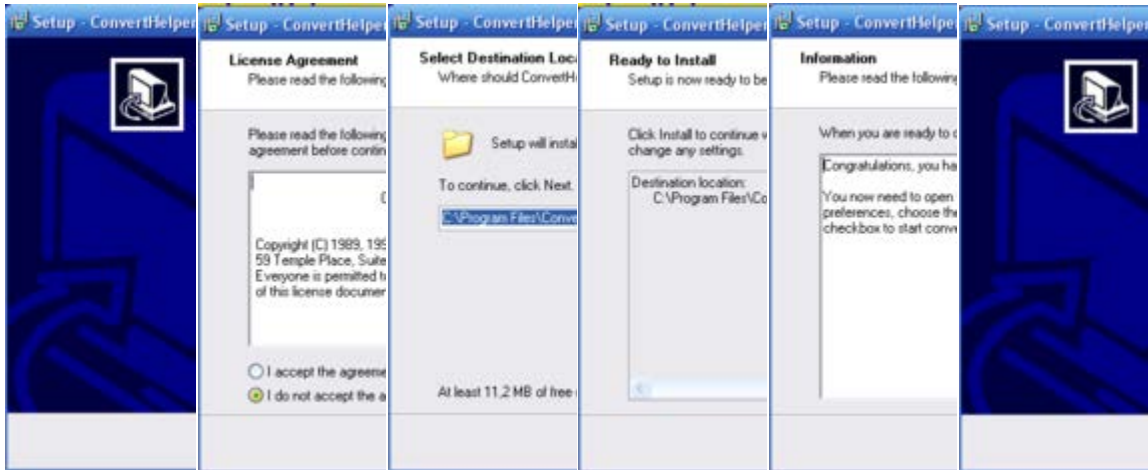 Setup - ConvertHelper
Setup - ConvertHelper
License Agreement
Please read the following
Please read the following
agreement before contin
Copyright (C) 1989, 199
59 Temple Place, Suite
Everyone is permitted t
of this license documen
I accept the agreeme
I do not accept the a
Setup - ConvertHelper
Select Destination Loca
Where should ConvertH
Setup will instal
To continue, click Next.
C:\Program Files\Conve
At least 11,2 MB of free
Setup - ConvertHelper
Ready to Install
Setup is now ready to be
Click Install to continue w
change any settings.
Destination location:
C:\Program Files\Co
Setup - ConvertHelpe
Information
Please read the following
When you are ready to c
Congratulations, you ha
You now need to open
preferences, choose the
checkbox to start conve
Setup - ConvertHelper